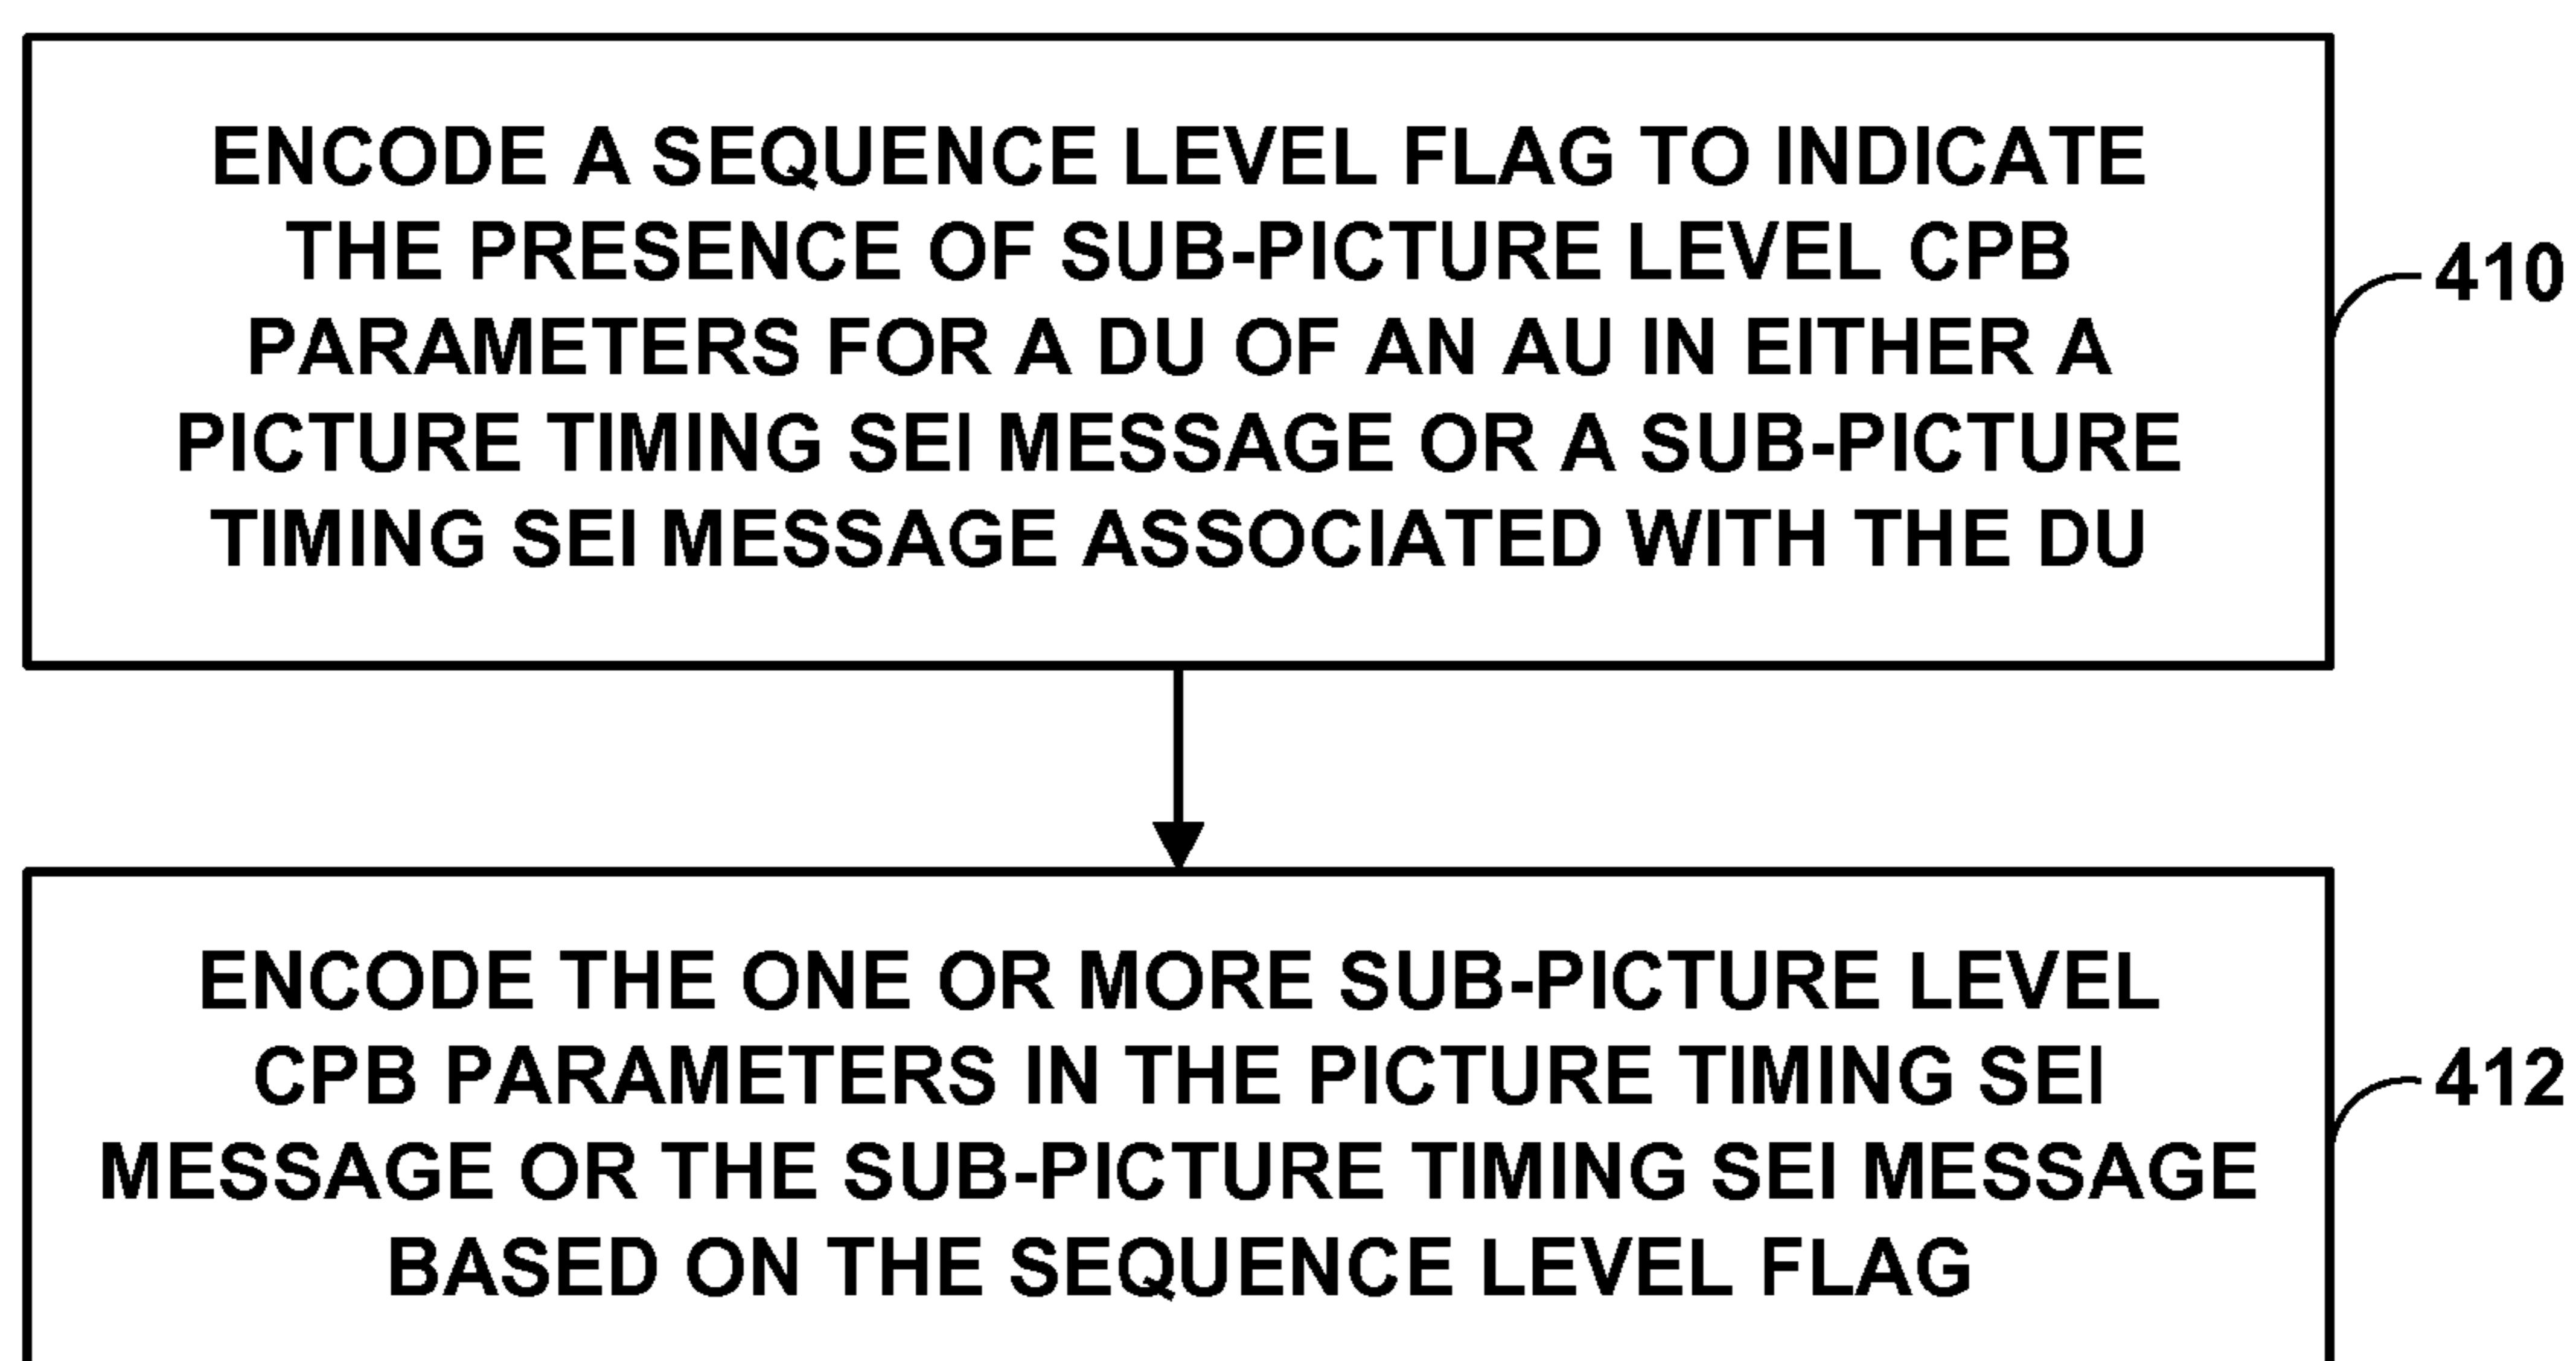 ENCODE A SEQUENCE LEVEL FLAG TO INDICATE
THE PRESENCE OF SUB-PICTURE LEVEL CPB
PARAMETERS FOR A DU OF AN AU IN EITHER A
PICTURE TIMING SEI MESSAGE OR A SUB-PICTURE
TIMING SEI MESSAGE ASSOCIATED WITH THE DU
410
ENCODE THE ONE OR MORE SUB-PICTURE LEVEL
CPB PARAMETERS IN THE PICTURE TIMING SEI
MESSAGE OR THE SUB-PICTURE TIMING SEI MESSAGE
BASED ON THE SEQUENCE LEVEL FLAG
412